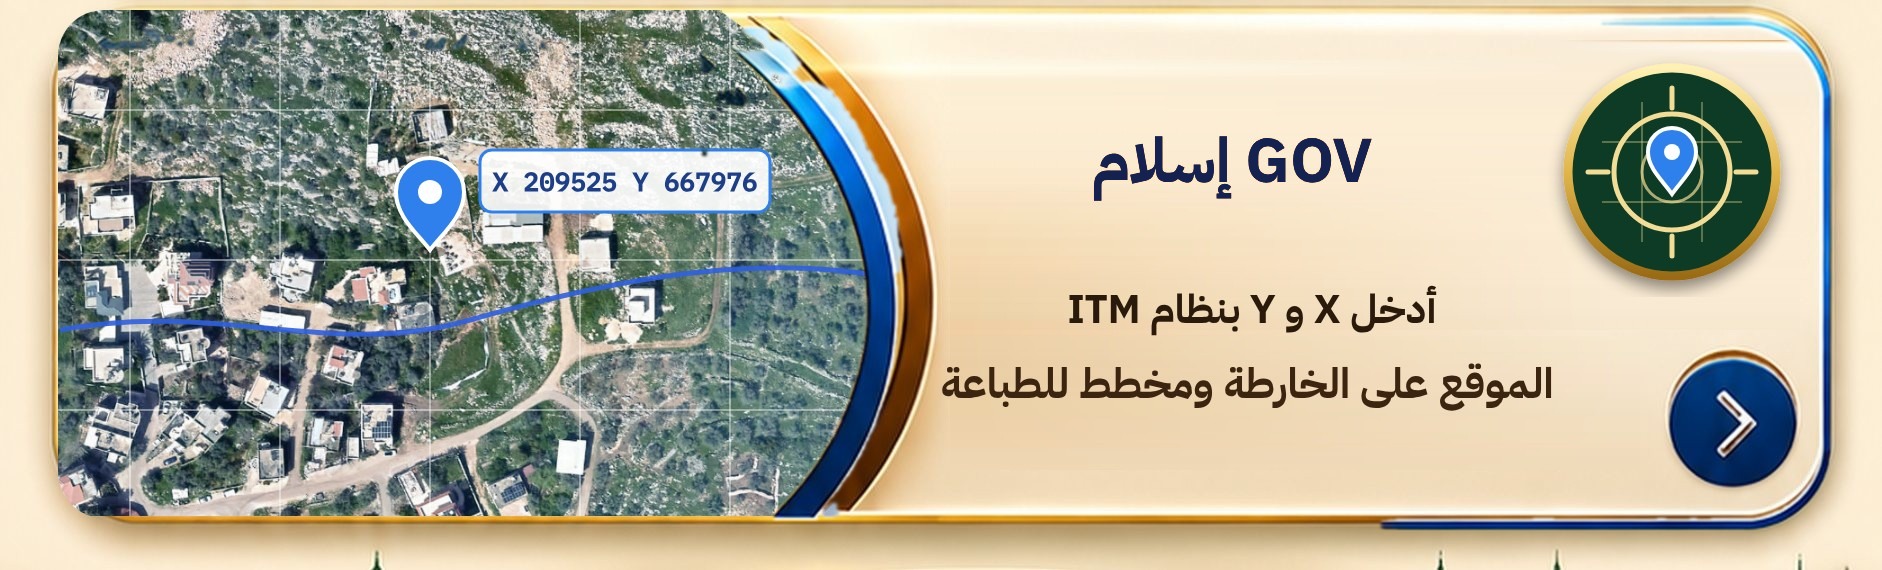 X 209525 Y 667976
GOV إسلام
أدخل X و Y بنظام ITM
الموقع على الخارطة ومخطط للطباعة